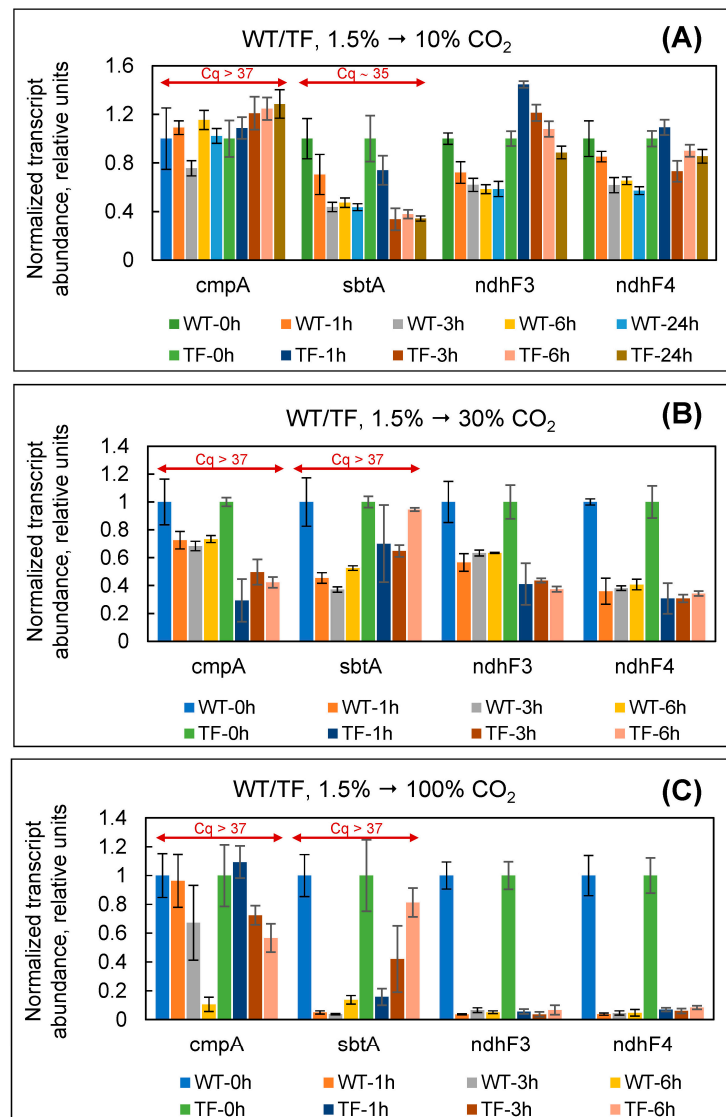 WT/TF, 1.5% → 10% CO₂
(A)
Normalized transcript
abundance, relative units
1.6
1.2
0.8
0.4
0
Cq > 37
Cq ~ 35
cmpA
sbtA
ndhF3
ndhF4
WT-0h
WT-1h
WT-3h
WT-6h
WT-24h
TF-0h
TF-1h
TF-3h
TF-6h
TF-24h
WT/TF, 1.5% → 30% CO₂
(B)
Normalized transcript
abundance, relative units
1.4
1.2
1
0.8
0.6
0.4
0.2
0
Cq > 37
Cq > 37
cmpA
sbtA
ndhF3
ndhF4
WT-0h
WT-1h
WT-3h
WT-6h
TF-0h
TF-1h
TF-3h
TF-6h
WT/TF, 1.5% → 100% CO₂
(C)
Normalized transcript
abundance, relative units
1.4
1.2
1
0.8
0.6
0.4
0.2
0
Cq > 37
Cq > 37
cmpA
sbtA
ndhF3
ndhF4
WT-0h
WT-1h
WT-3h
WT-6h
TF-0h
TF-1h
TF-3h
TF-6h